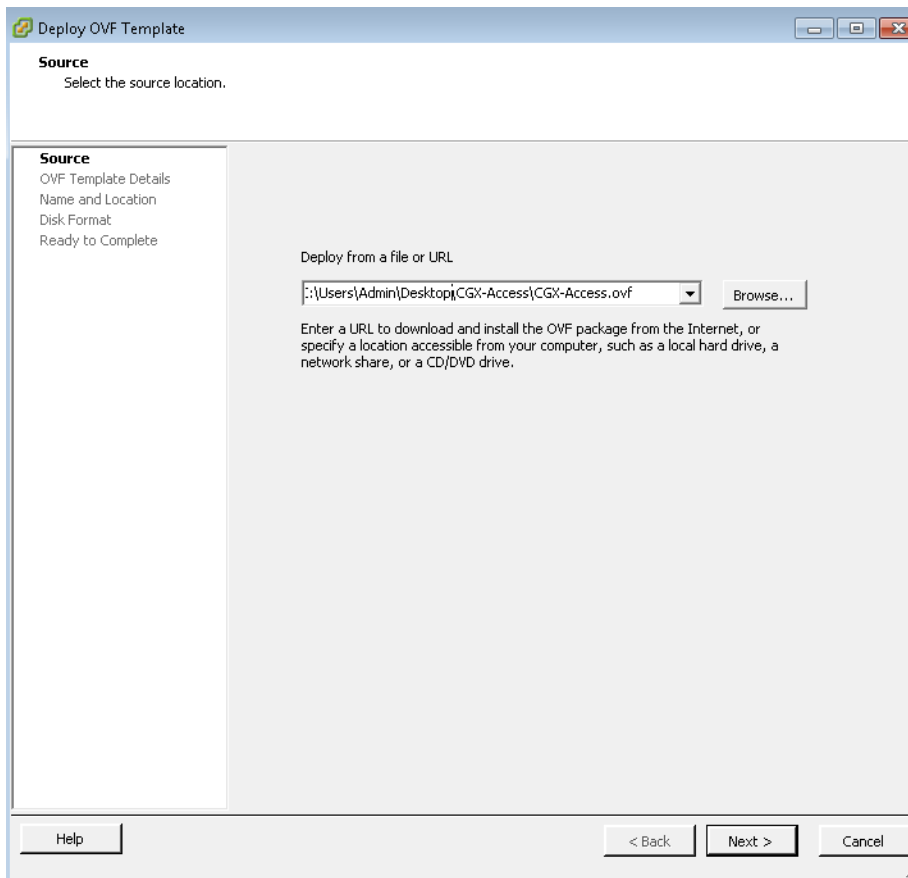 Deploy OVF Template
Source
Select the source location.
Source
OVF Template Details
Name and Location
Disk Format
Ready to Complete
Deploy from a file or URL
:\Users\Admin\Desktop\CGX-Access\CGX-Access.ovf
Browse...
Enter a URL to download and install the OVF package from the Internet, or
specify a location accessible from your computer, such as a local hard drive, a
network share, or a CD/DVD drive.
Help
< Back
Next >
Cancel